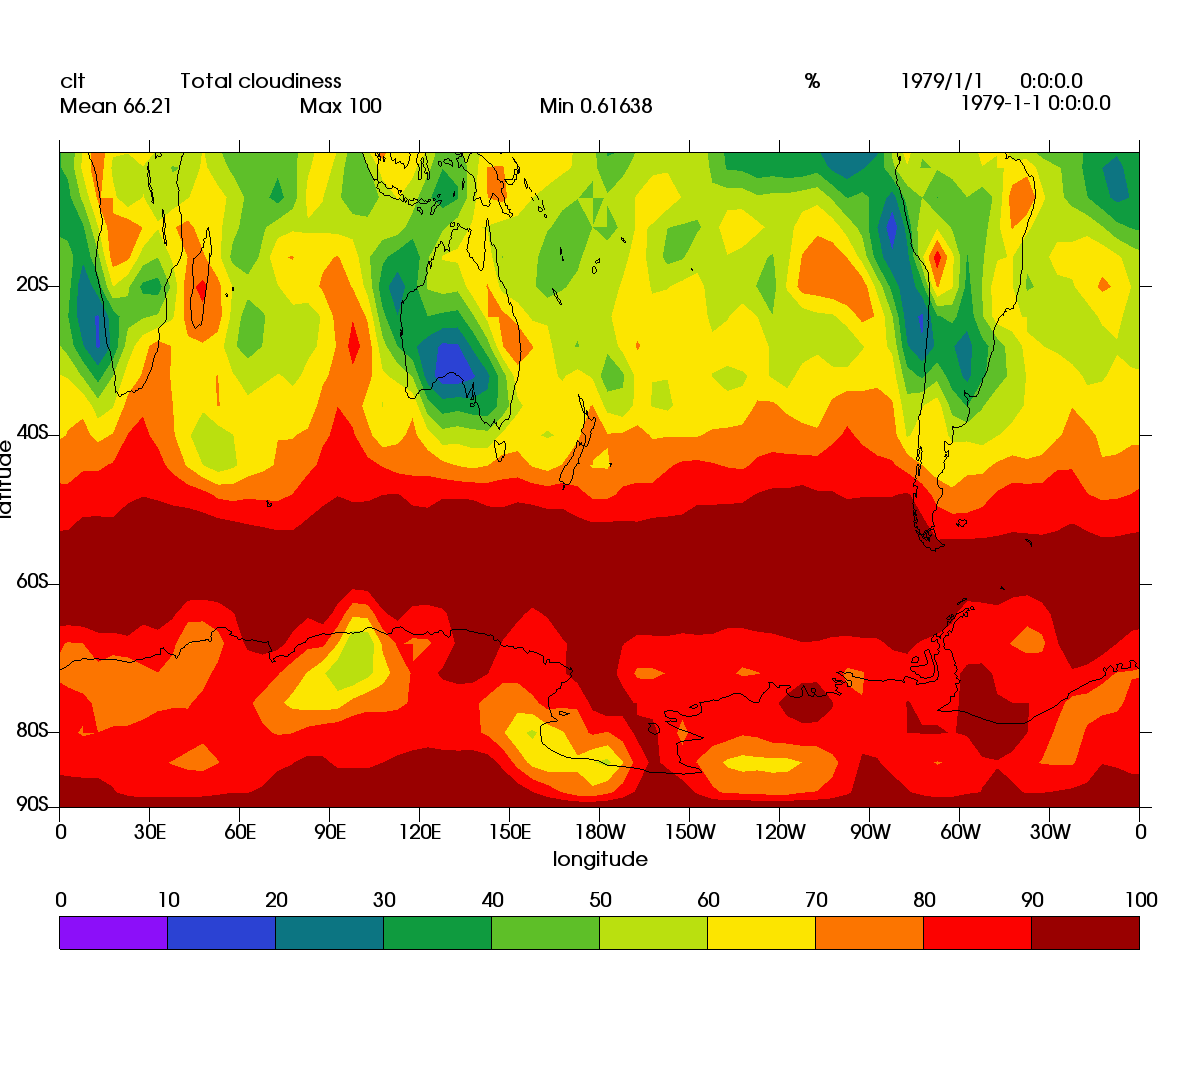 clt Total cloudiness % 1979/1/1 0:0:0.0
Mean 66.21 Max 100 Min 0.61638 1979-1-1 0:0:0.0
20S
40S
latitude
60S
80S
90S
0 30E 60E 90E 120E 150E 180W 150W 120W 90W 60W 30W 0
longitude
0 10 20 30 40 50 60 70 80 90 100